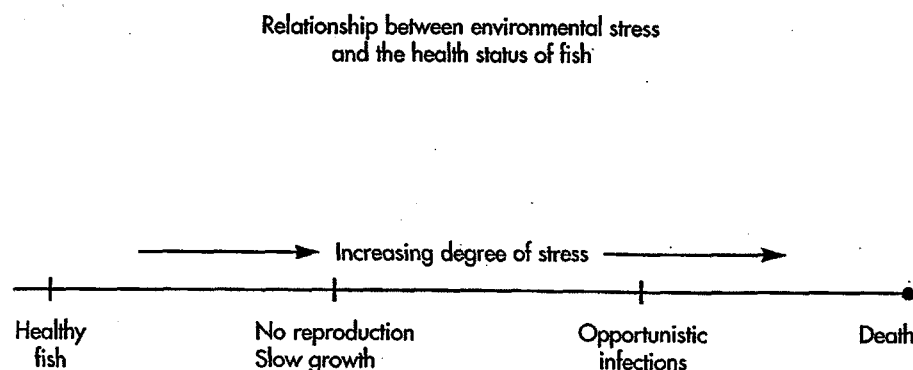 Relationship between environmental stress
and the health status of fish
Increasing degree of stress
Healthy
fish
No reproduction
Slow growth
Opportunistic
infections
Death